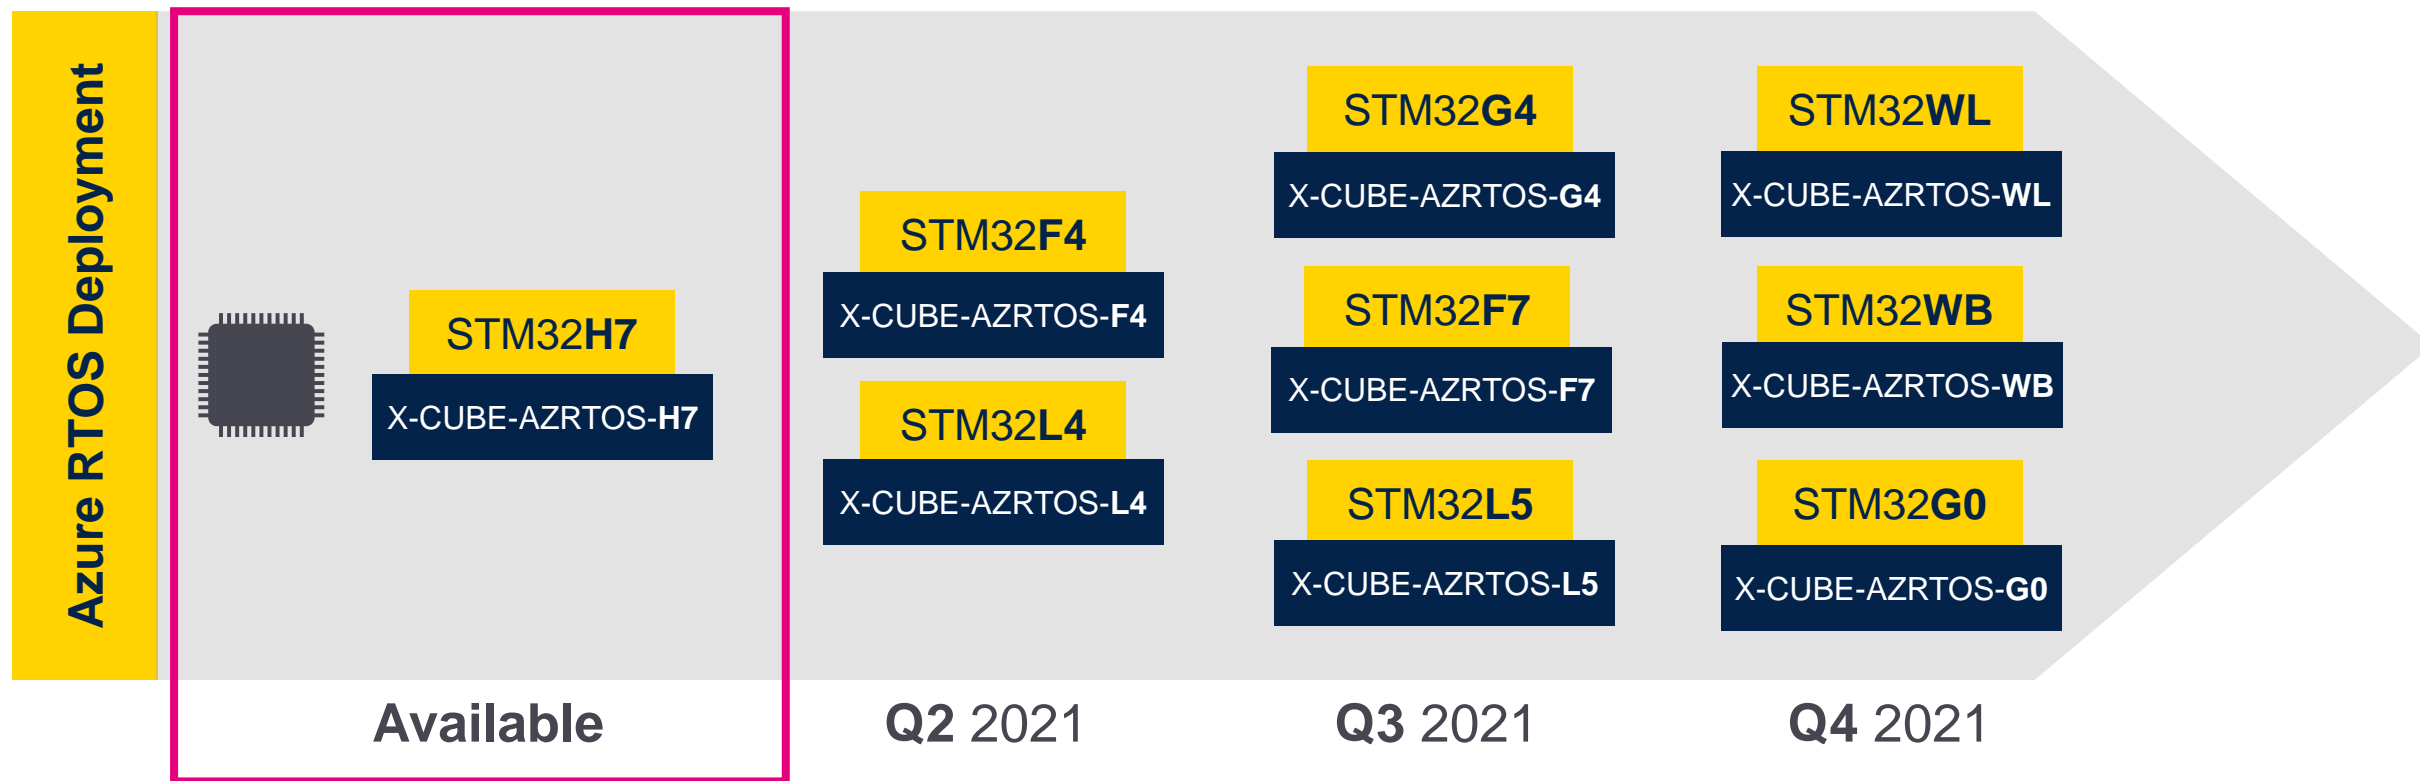 Azure RTOS Deployment
STM32H7
X-CUBE-AZRTOS-H7
Available
STM32F4
X-CUBE-AZRTOS-F4
STM32L4
X-CUBE-AZRTOS-L4
Q2 2021
STM32G4
X-CUBE-AZRTOS-G4
STM32F7
X-CUBE-AZRTOS-F7
STM32L5
X-CUBE-AZRTOS-L5
Q3 2021
STM32WL
X-CUBE-AZRTOS-WL
STM32WB
X-CUBE-AZRTOS-WB
STM32G0
X-CUBE-AZRTOS-G0
Q4 2021